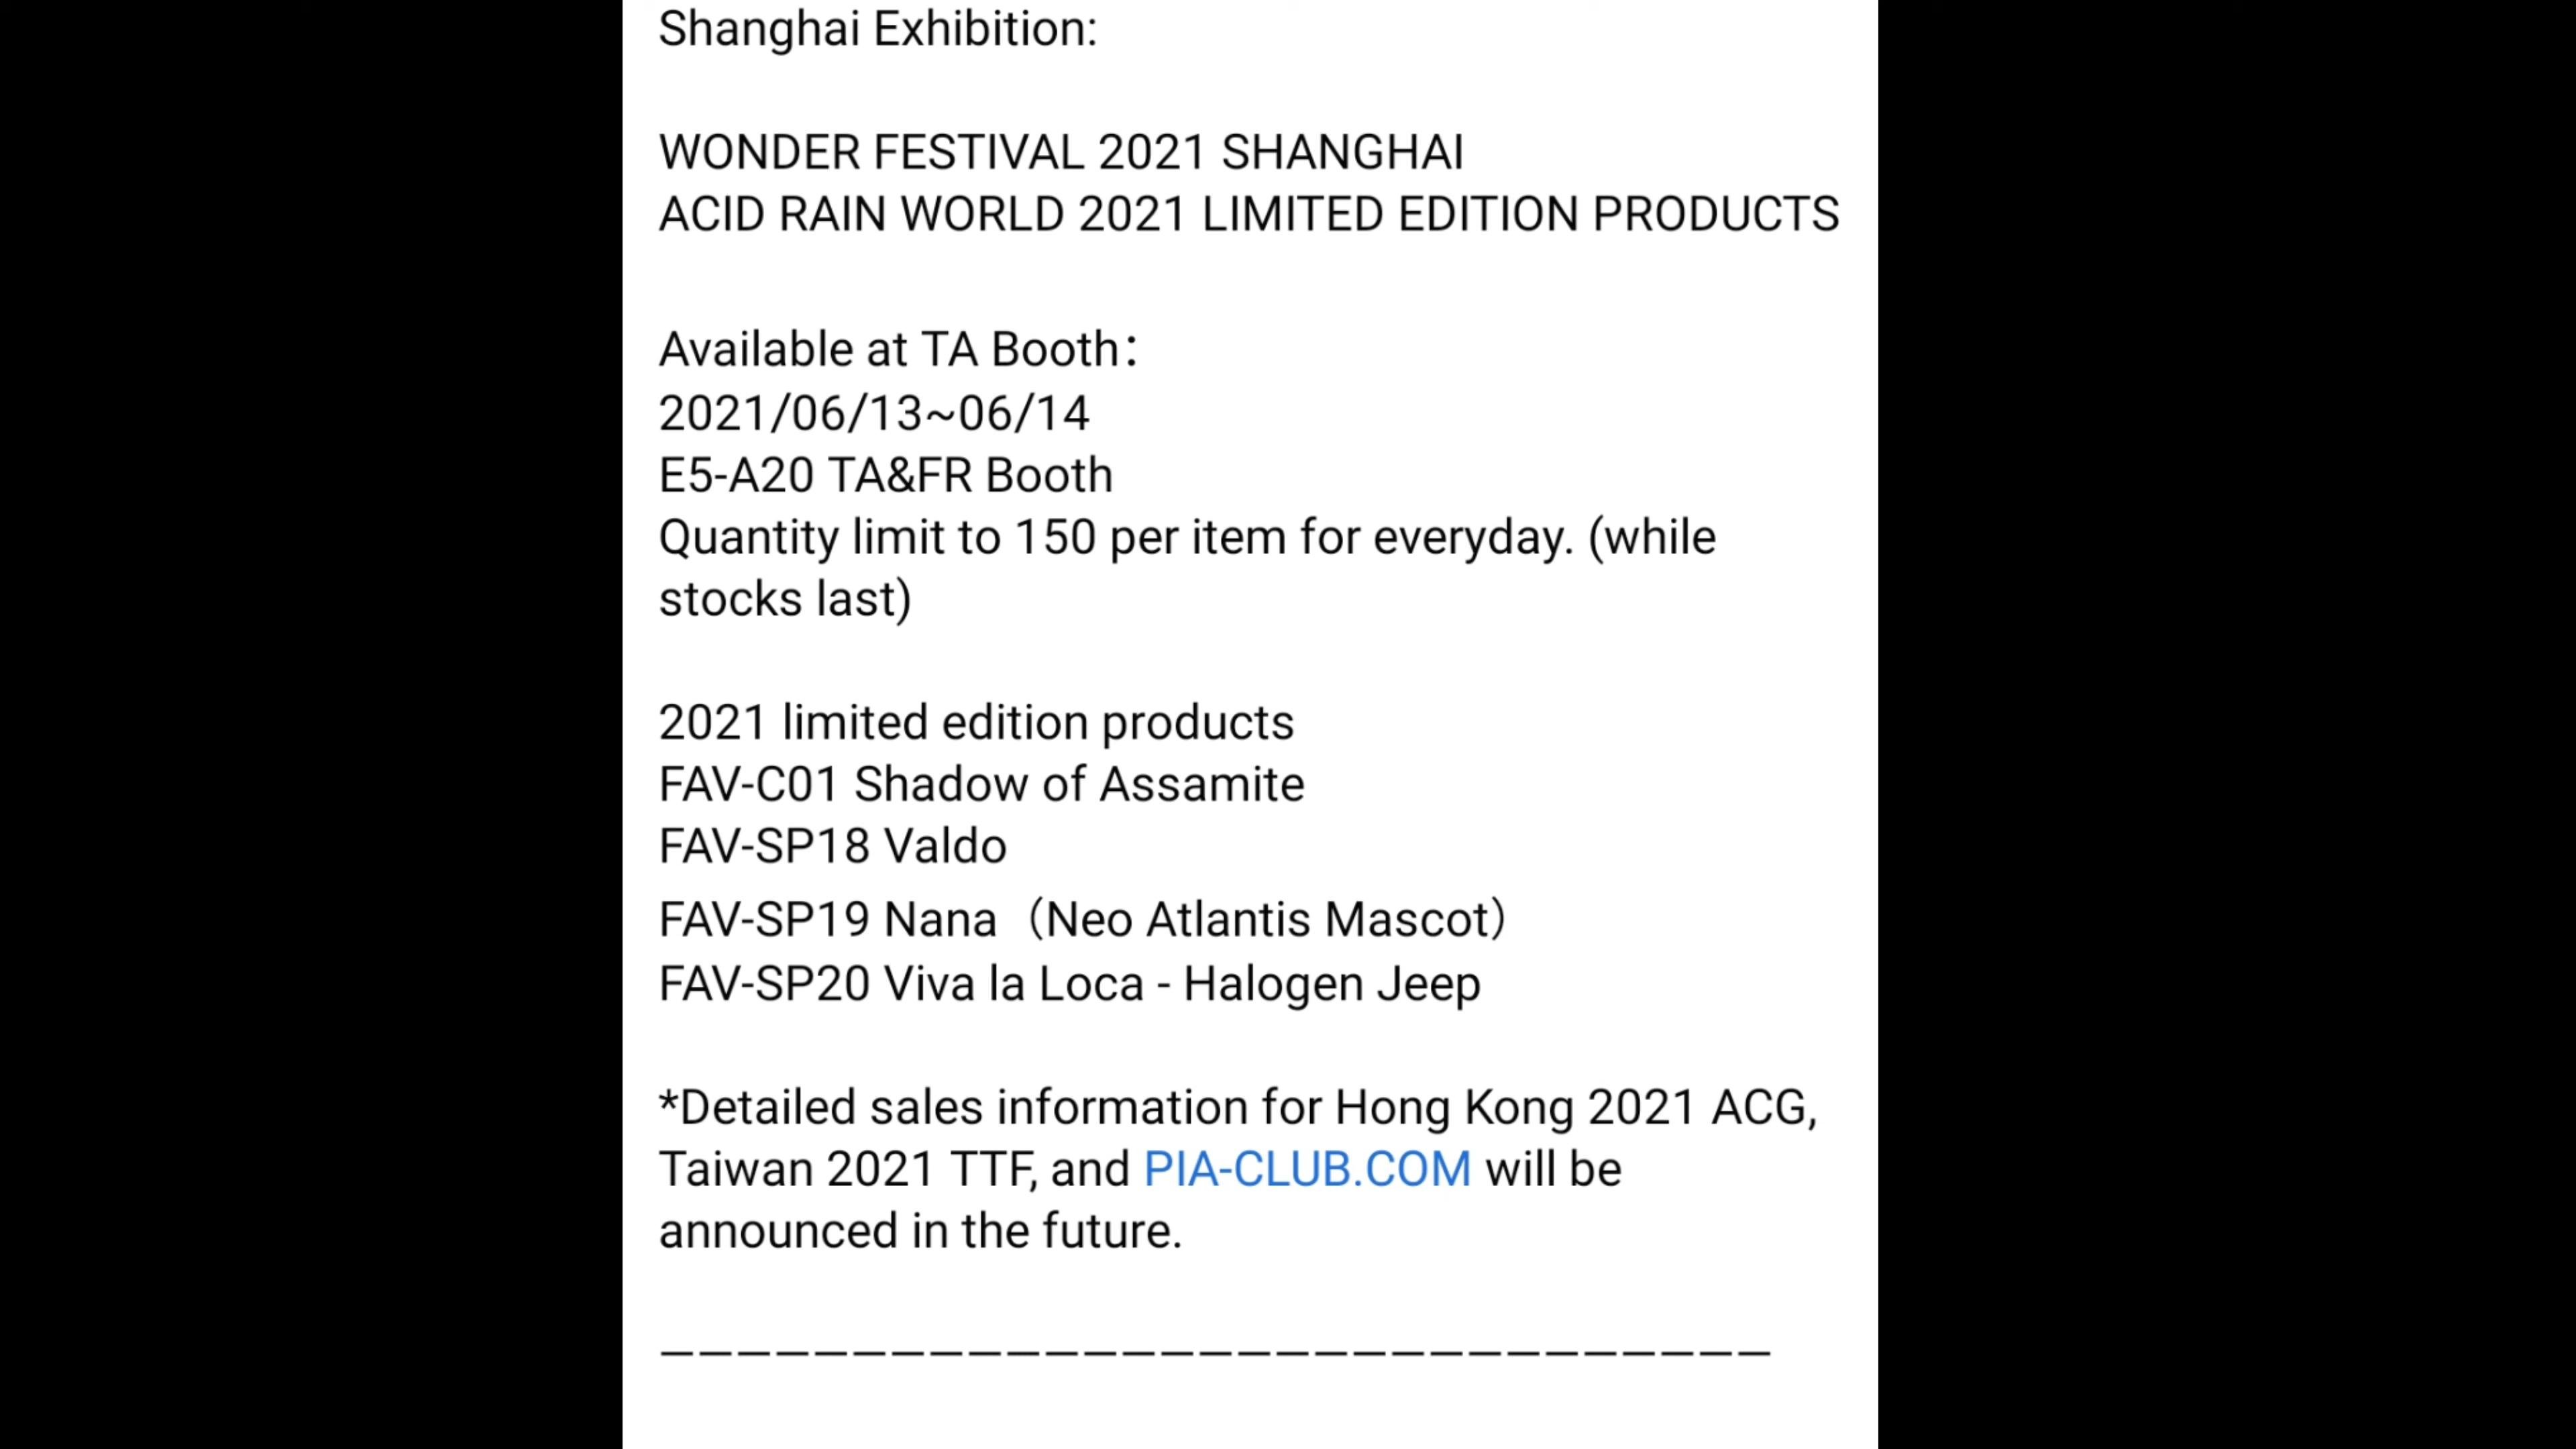 Shanghai Exhibition:
WONDER FESTIVAL 2021 SHANGHAI
ACID RAIN WORLD 2021 LIMITED EDITION PRODUCTS
Available at TA Booth：
2021/06/13~06/14
E5-A20 TA&FR Booth
Quantity limit to 150 per item for everyday. (while
stocks last)
2021 limited edition products
FAV-C01 Shadow of Assamite
FAV-SP18 Valdo
FAV-SP19 Nana（Neo Atlantis Mascot）
FAV-SP20 Viva la Loca - Halogen Jeep
*Detailed sales information for Hong Kong 2021 ACG,
Taiwan 2021 TTF, and PIA-CLUB.COM will be
announced in the future.
—————————————————————————————